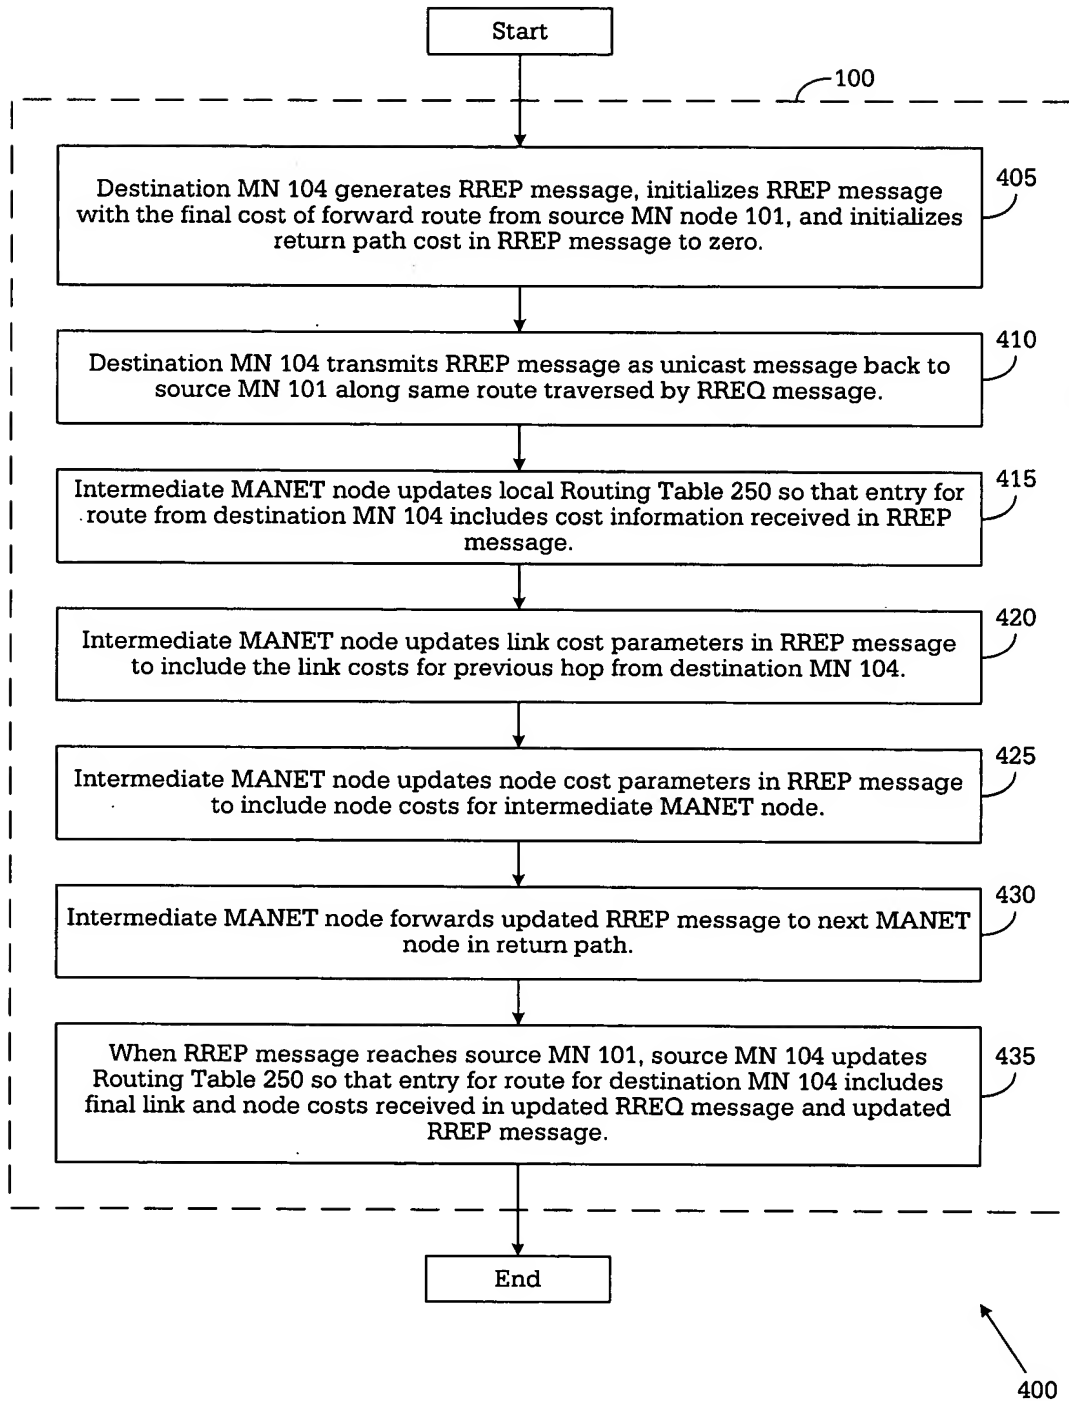 Start
100
Destination MN 104 generates RREP message, initializes RREP message
with the final cost of forward route from source MN node 101, and initializes
return path cost in RREP message to zero.
405
Destination MN 104 transmits RREP message as unicast message back to
source MN 101 along same route traversed by RREQ message.
410
Intermediate MANET node updates local Routing Table 250 so that entry for
route from destination MN 104 includes cost information received in RREP
message.
415
Intermediate MANET node updates link cost parameters in RREP message
to include the link costs for previous hop from destination MN 104.
420
Intermediate MANET node updates node cost parameters in RREP message
to include node costs for intermediate MANET node.
425
Intermediate MANET node forwards updated RREP message to next MANET
node in return path.
430
When RREP message reaches source MN 101, source MN 104 updates
Routing Table 250 so that entry for route for destination MN 104 includes
final link and node costs received in updated RREQ message and updated
RREP message.
435
End
400